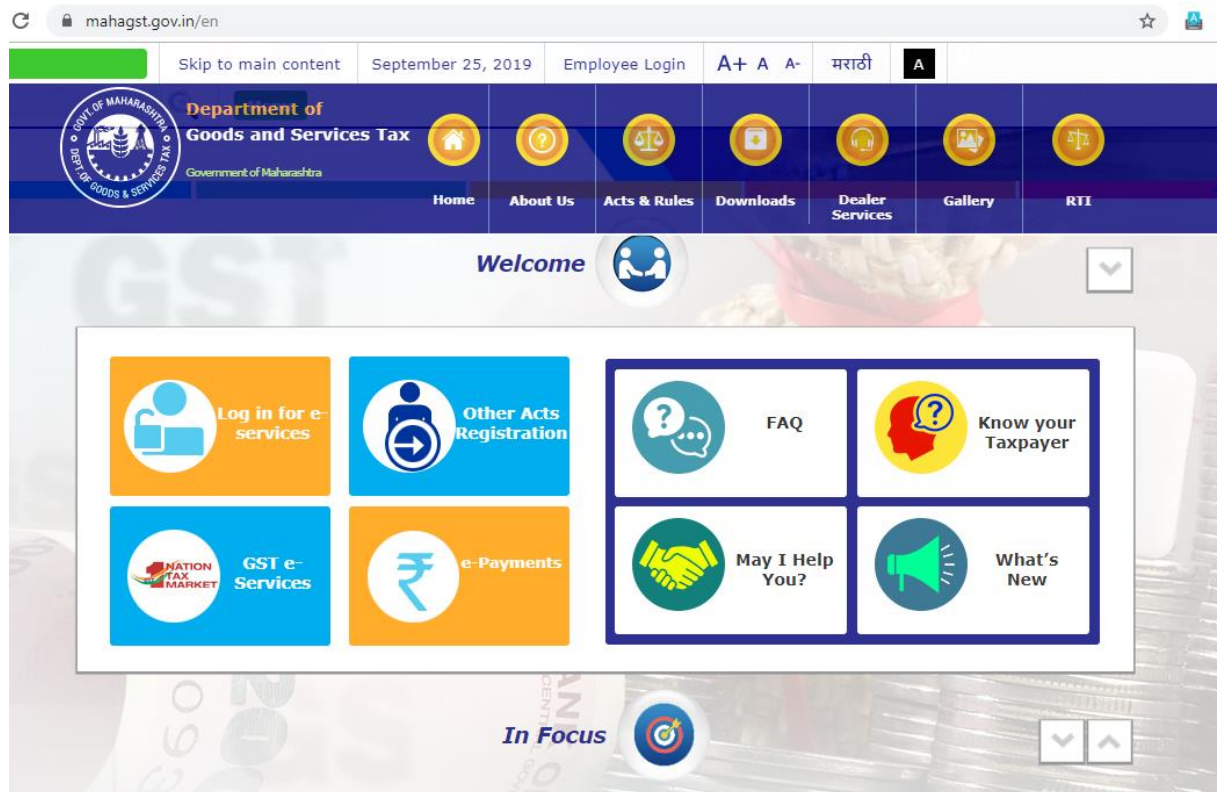 mahagst.gov.in/en
Skip to main content
September 25, 2019
Employee Login
A+ A A-
मराठी
A
GOVT. OF MAHARASHTRA
DEPT. OF GOODS & SERVICES TAX
Department of
Goods and Services Tax
Government of Maharashtra
Home
About Us
Acts & Rules
Downloads
Dealer
Services
Gallery
RTI
GST
Welcome
Log in for e-
services
Other Acts
Registration
FAQ
Know your
Taxpayer
1 NATION
TAX
MARKET
GST e-
Services
e-Payments
May I Help
You?
What's
New
In Focus